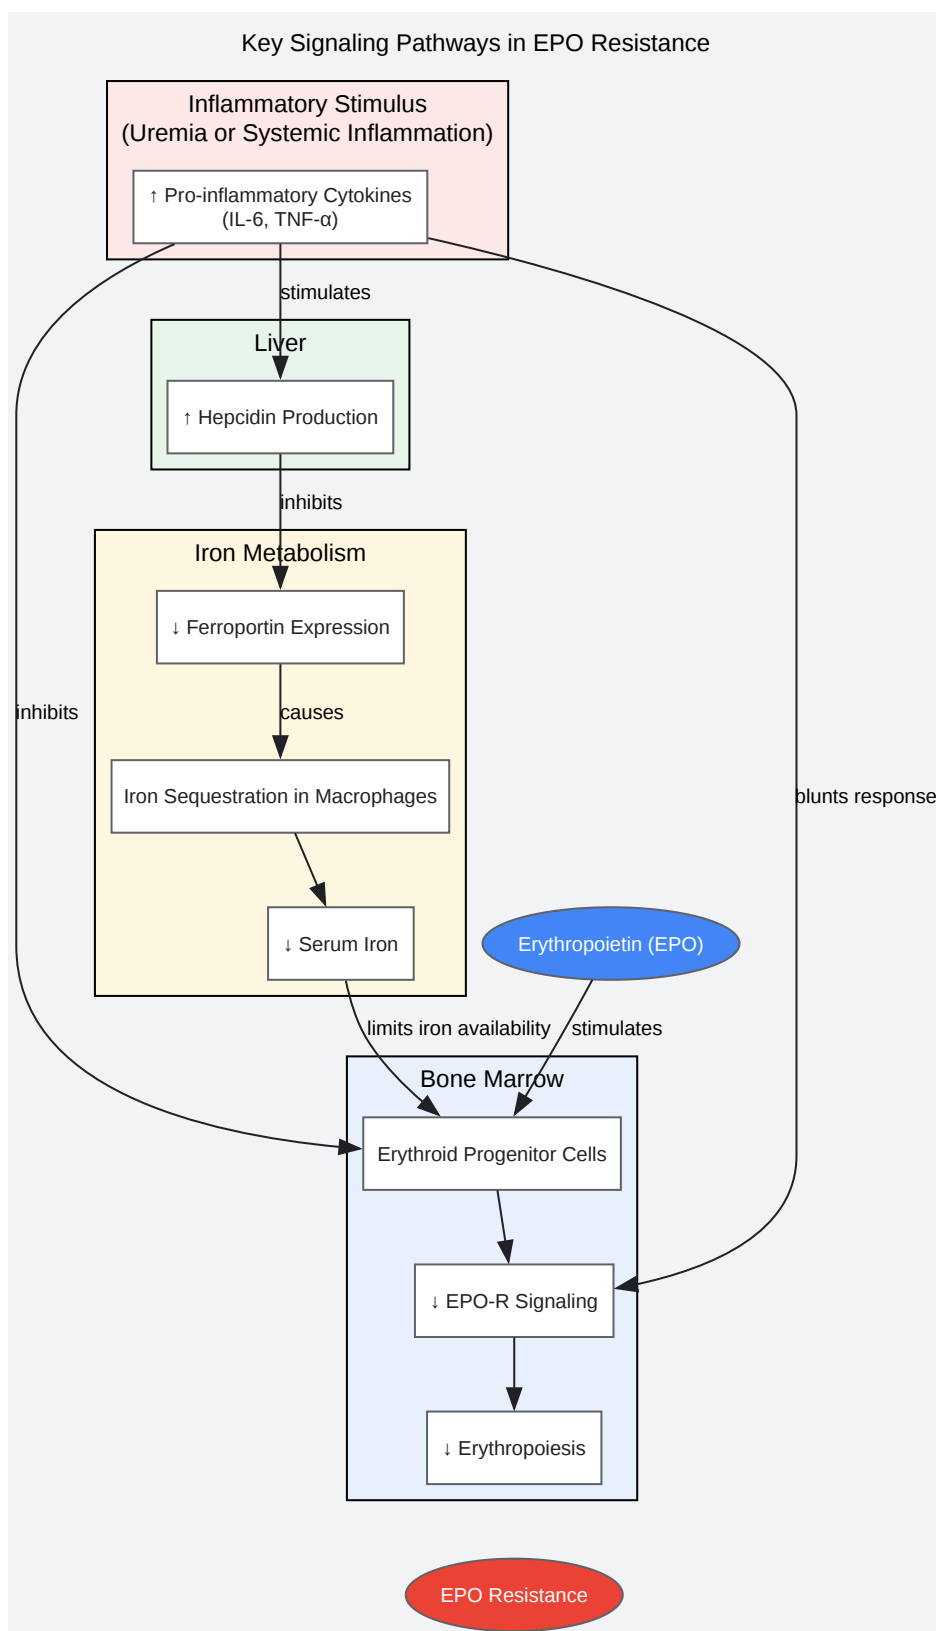 Key Signaling Pathways in EPO Resistance
Inflammatory Stimulus
(Uremia or Systemic Inflammation)
↑ Pro-inflammatory Cytokines
(IL-6, TNF-α)
stimulates
Liver
↑ Hepcidin Production
inhibits
Iron Metabolism
↓ Ferroportin Expression
inhibits
causes
Iron Sequestration in Macrophages
blunts response
↓ Serum Iron
Erythropoietin (EPO)
limits iron availability
stimulates
Bone Marrow
Erythroid Progenitor Cells
↓ EPO-R Signaling
↓ Erythropoiesis
EPO Resistance